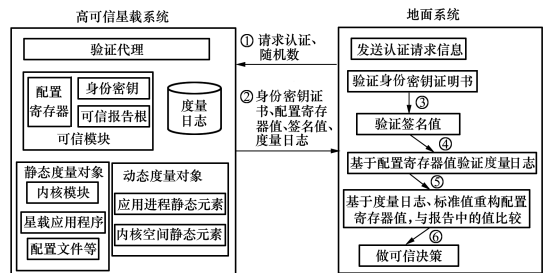 高可信星载系统
验证代理
配置
寄存器
身份密钥
可信报告根
可信模块
度量
日志
静态度量对象
内核模块
星载应用程序
配置文件等
动态度量对象
应用进程静态元素
内核空间静态元素
① 请求认证、
随机数
② 身份密钥证
书、配置寄存
器值、签名值、
度量日志
地面系统
发送认证请求信息
验证身份密钥证明书
③
验证签名值
④
基于配置寄存器值验证度量日志
⑤
基于度量日志、标准值重构配置
寄存器值,与报告中的值比较
⑥
做可信决策